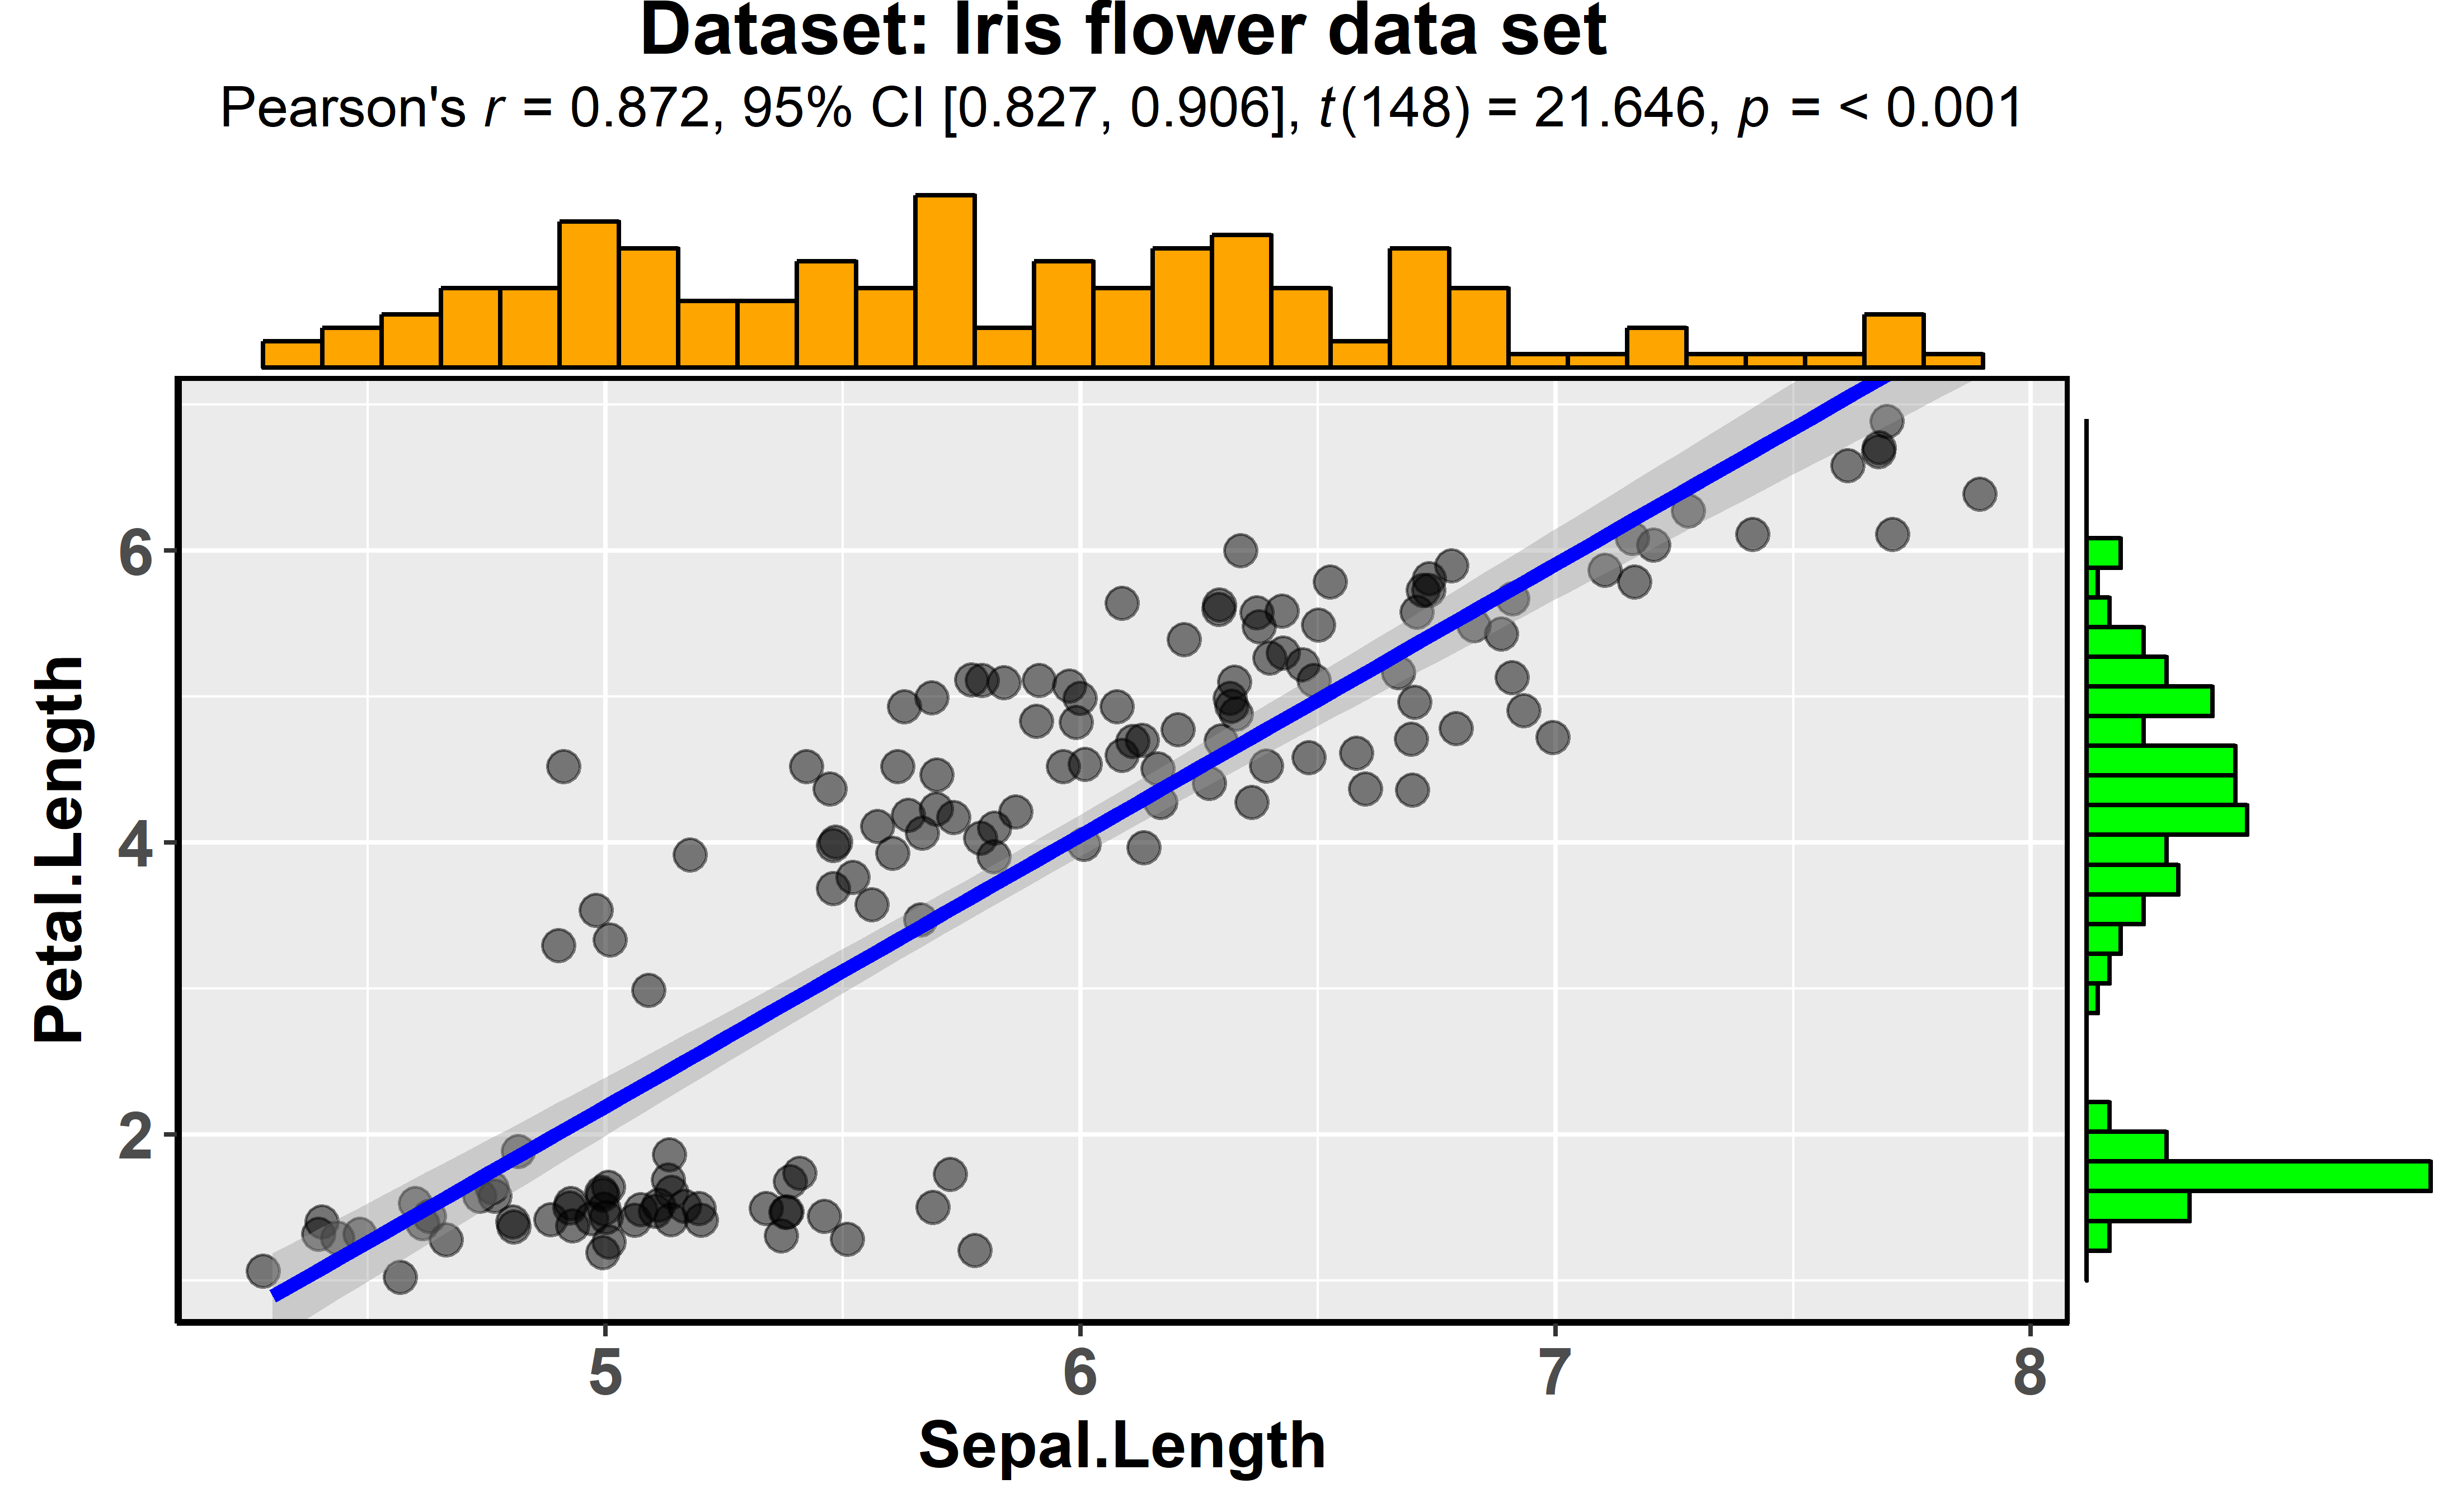 Dataset: Iris flower data set
Pearson's r = 0.872, 95% CI [0.827, 0.906], t(148) = 21.646, p = < 0.001
6
4
2
Petal.Length
5 6 7 8
Sepal.Length